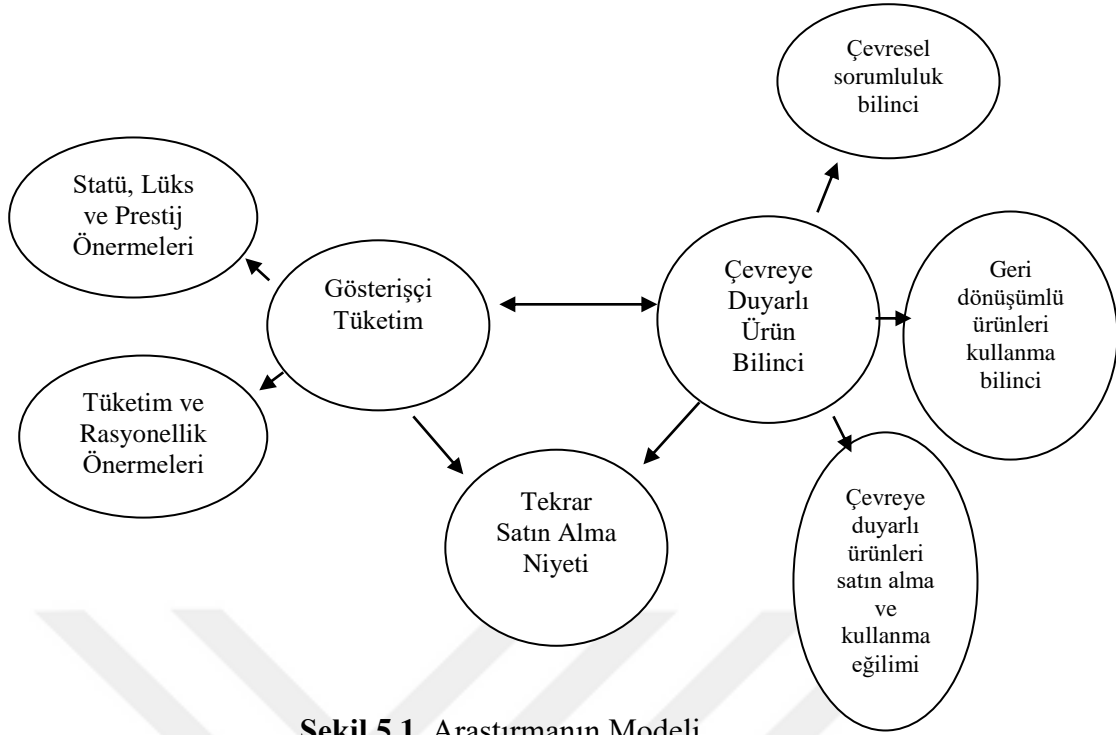 Çevresel
sorumluluk
bilinci
Statü, Lüks
ve Prestij
Önermeleri
Gösterişçi
Tüketim
Çevreye
Duyarlı
Ürün
Bilinci
Geri
dönüşümlü
ürünleri
kullanma
bilinci
Tüketim ve
Rasyonellik
Önermeleri
Tekrar
Satın Alma
Niyeti
Çevreye
duyarlı
ürünleri
satın alma
ve
kullanma
eğilimi
Şekil 5.1. Araştırmanın Modeli